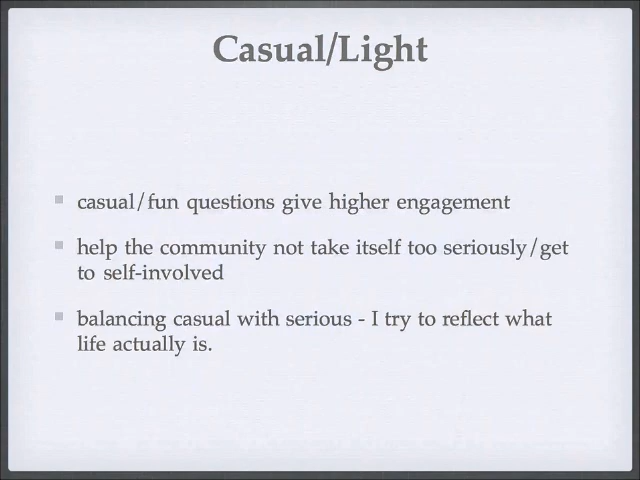 Casual/Light
casual/fun questions give higher engagement
help the community not take itself too seriously/get
to self-involved
balancing casual with serious - I try to reflect what
life actually is.